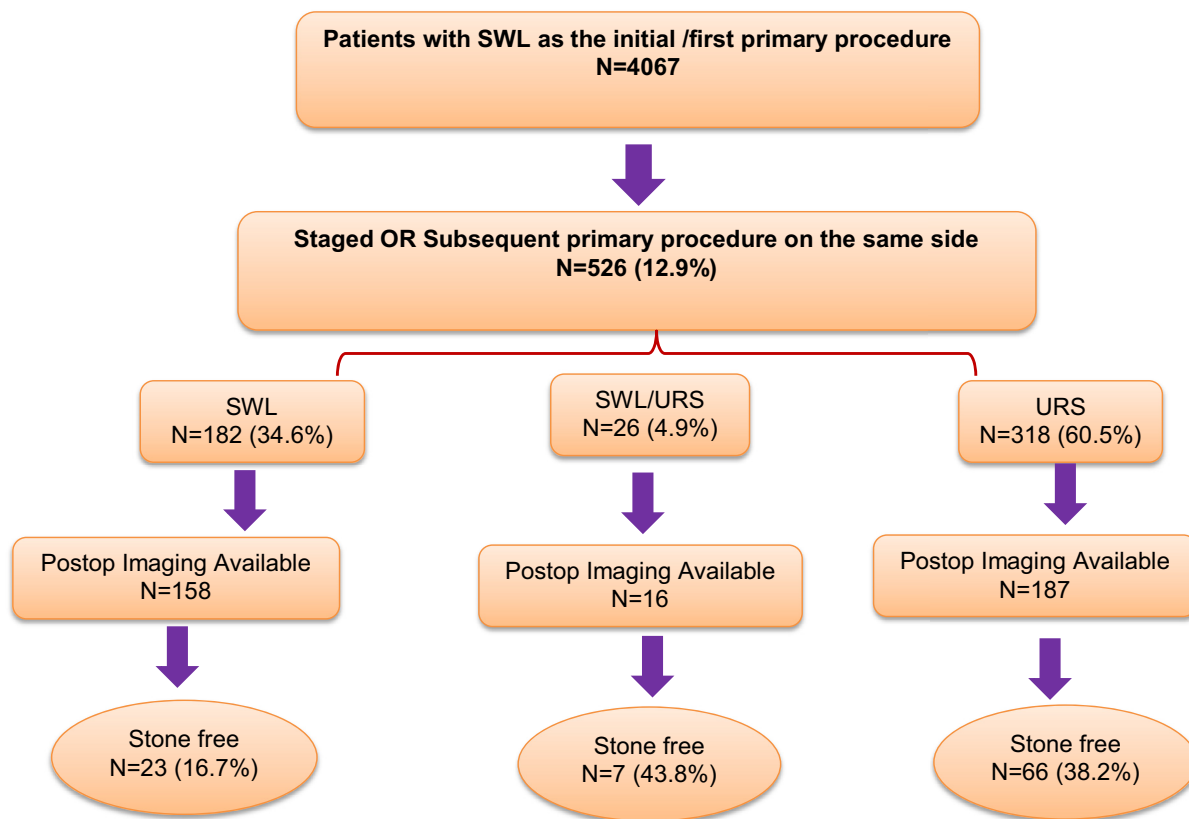 Patients with SWL as the initial /first primary procedure
N=4067
Staged OR Subsequent primary procedure on the same side
N=526 (12.9%)
SWL
N=182 (34.6%)
SWL/URS
N=26 (4.9%)
URS
N=318 (60.5%)
Postop Imaging Available
N=158
Postop Imaging Available
N=16
Postop Imaging Available
N=187
Stone free
N=23 (16.7%)
Stone free
N=7 (43.8%)
Stone free
N=66 (38.2%)